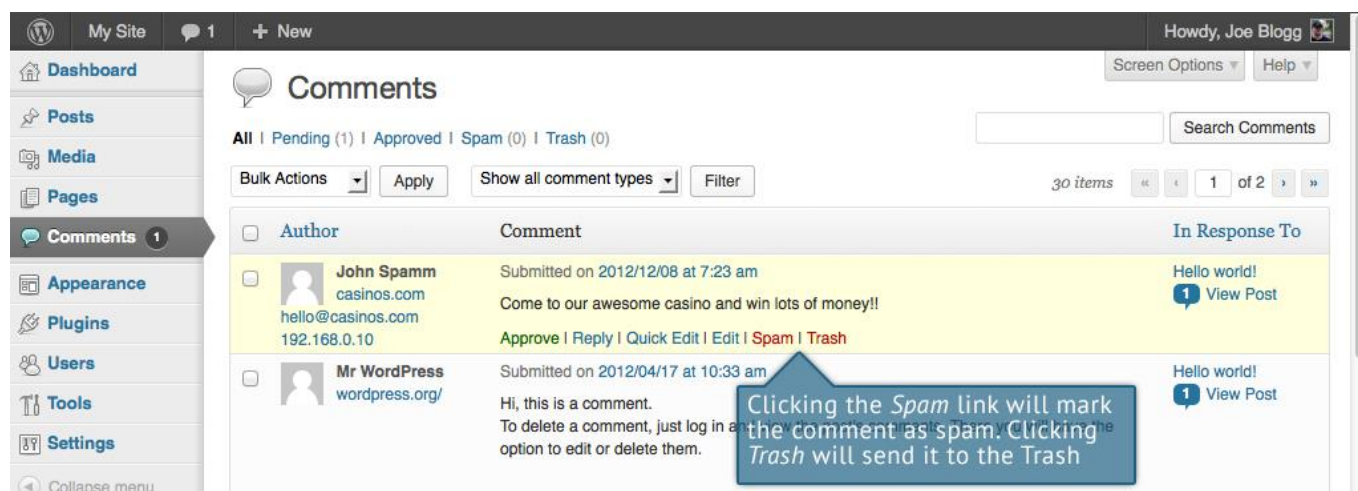 My Site 1 + New Howdy, Joe Blogg
Dashboard
Posts
Media
Pages
Comments 1
Appearance
Plugins
Users
Tools
Settings
Collapse menu
Screen Options Help
Comments
All | Pending (1) | Approved | Spam (0) | Trash (0)
Search Comments
Bulk Actions Apply Show all comment types Filter
30 items « ‹ 1 of 2 › »
Author Comment In Response To
John Spamm
casinos.com
hello@casinos.com
192.168.0.10
Submitted on 2012/12/08 at 7:23 am
Come to our awesome casino and win lots of money!!
Approve | Reply | Quick Edit | Edit | Spam | Trash
Hello world!
1 View Post
Mr WordPress
wordpress.org/
Submitted on 2012/04/17 at 10:33 am
Hi, this is a comment.
To delete a comment, just log in
option to edit or delete them.
Hello world!
1 View Post
Clicking the Spam link will mark
the comment as spam. Clicking
Trash will send it to the Trash